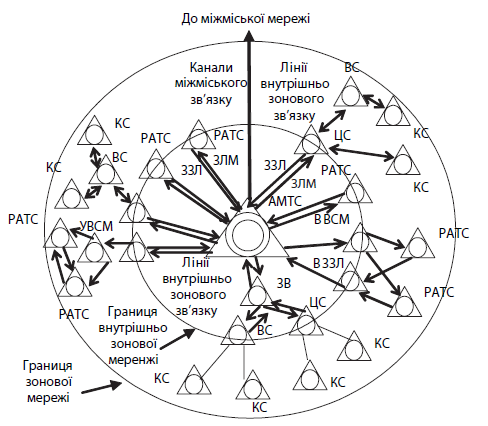 До міжміської мережі
Канали
міжміського
зв'язку
Лінії
внутрішньо
зонового
зв'язку
ВС
КС
КС
РАТС
РАТС
ЦС
КС
ВС
ЗЗЛ
ЗЛМ
ЗЗЛ
ЗЛМ
РАТС
КС
КС
АМТС
РАТС
УВСМ
В ВСМ
РАТС
Лінії
внутрішньо
зонового
зв'язку
ЗВ
В ЗЗЛ
РАТС
Границя
внутрішньо
зонової
меренжі
ЦС
РАТС
ВС
Границя
зонової
мережі
КС
КС
КС
КС